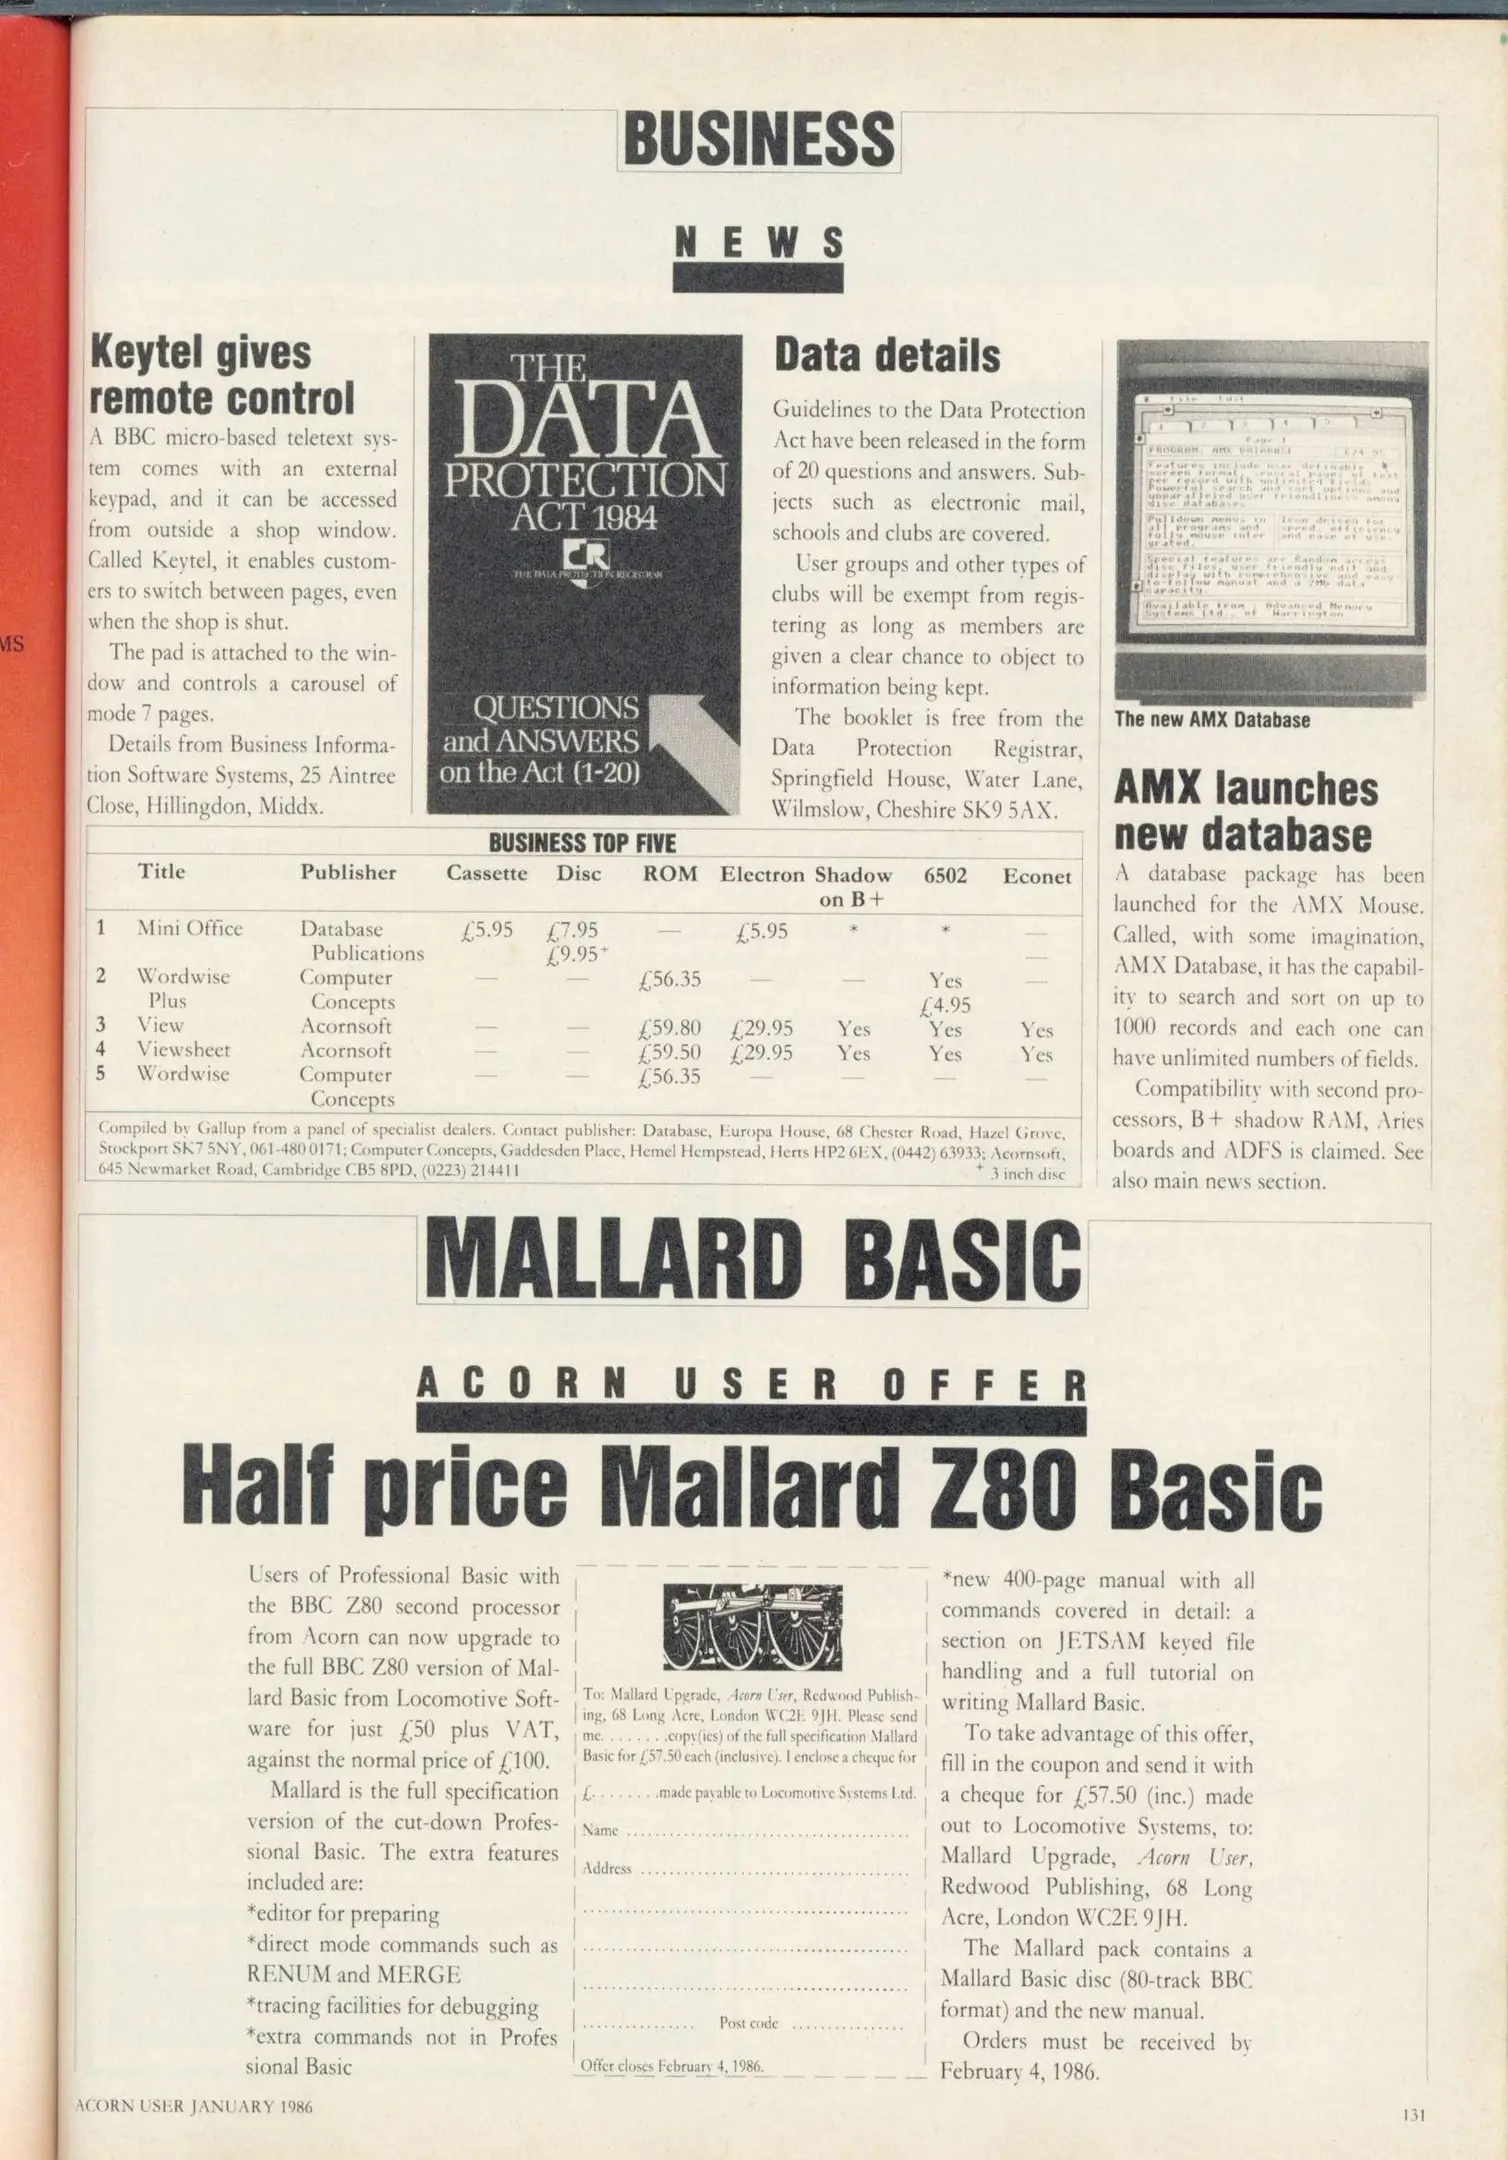 BUSINESS
NEWS
Keytel gives
remote control
A BBC micro-based teletext sys-
tem comes with an external
keypad, and it can be accessed
from outside a shop window.
Called Keytel, it enables custom-
ers to switch between pages, even
when the shop is shut.
The pad is attached to the win-
dow and controls a carousel of
mode 7 pages.
Details from Business Informa-
tion Software Systems, 25 Aintree
Close, Hillingdon, Middx.
THE
DATA
PROTECTION
ACT 1984
THE DATA PROTECTION REGISTRAR
QUESTIONS
and ANSWERS
on the Act (1-20)
Data details
Guidelines to the Data Protection
Act have been released in the form
of 20 questions and answers. Sub-
jects such as electronic mail,
schools and clubs are covered.
User groups and other types of
clubs will be exempt from regis-
tering as long as members are
given a clear chance to object to
information being kept.
The booklet is free from the
Data Protection Registrar,
Springfield House, Water Lane,
Wilmslow, Cheshire SK9 5AX.
The new AMX Database
AMX launches
new database
A database package has been
launched for the AMX Mouse.
Called, with some imagination,
AMX Database, it has the capabil-
ity to search and sort on up to
1000 records and each one can
have unlimited numbers of fields.
Compatibility with second pro-
cessors, B+ shadow RAM, Aries
boards and ADFS is claimed. See
also main news section.
BUSINESS TOP FIVE
Title Publisher Cassette Disc ROM Electron Shadow 6502 Econet
on B+
1 Mini Office Database £5.95 £7.95 — £5.95 * * —
Publications £9.95+ —
2 Wordwise Computer — — £56.35 — — Yes —
Plus Concepts £4.95
3 View Acornsoft — — £59.80 £29.95 Yes Yes Yes
4 Viewsheet Acornsoft — — £59.50 £29.95 Yes Yes Yes
5 Wordwise Computer — — £56.35 — — — —
Concepts
Compiled by Gallup from a panel of specialist dealers. Contact publisher: Database, Europa House, 68 Chester Road, Hazel Grove,
Stockport SK7 5NY, 061-480 0171; Computer Concepts, Gaddesden Place, Hemel Hempstead, Herts HP2 6EX, (0442) 63933; Acornsoft,
645 Newmarket Road, Cambridge CB5 8PD, (0223) 214411 + 3 inch disc
MALLARD BASIC
ACORN USER OFFER
Half price Mallard Z80 Basic
Users of Professional Basic with
the BBC Z80 second processor
from Acorn can now upgrade to
the full BBC Z80 version of Mal-
lard Basic from Locomotive Soft-
ware for just £50 plus VAT,
against the normal price of £100.
Mallard is the full specification
version of the cut-down Profes-
sional Basic. The extra features
included are:
*editor for preparing
*direct mode commands such as
RENUM and MERGE
*tracing facilities for debugging
*extra commands not in Profes
sional Basic
To: Mallard Upgrade, Acorn User, Redwood Publish-
ing, 68 Long Acre, London WC2E 9JH. Please send
me. . . . . . . .copy(ies) of the full specification Mallard
Basic for £57.50 each (inclusive). I enclose a cheque for
£. . . . . . . .made payable to Locomotive Systems Ltd.
Name ........................................
Address ........................................
Post code ................
Offer closes February 4, 1986.
*new 400-page manual with all
commands covered in detail: a
section on JETSAM keyed file
handling and a full tutorial on
writing Mallard Basic.
To take advantage of this offer,
fill in the coupon and send it with
a cheque for £57.50 (inc.) made
out to Locomotive Systems, to:
Mallard Upgrade, Acorn User,
Redwood Publishing, 68 Long
Acre, London WC2E 9JH.
The Mallard pack contains a
Mallard Basic disc (80-track BBC
format) and the new manual.
Orders must be received by
February 4, 1986.
ACORN USER JANUARY 1986
131